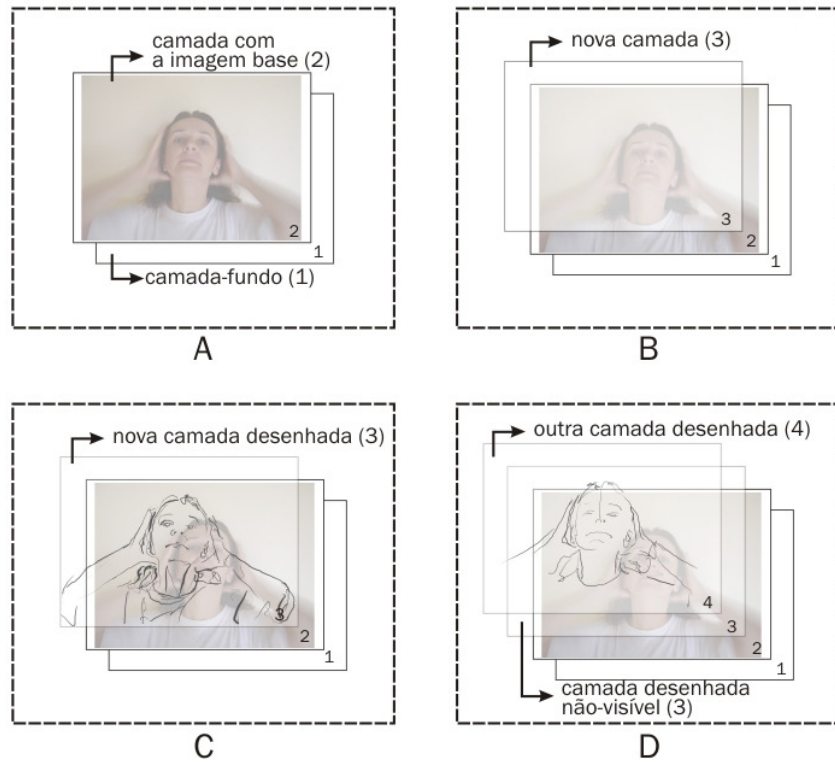 camada com
a imagem base (2)
2
1
camada-fundo (1)
A
nova camada (3)
3
2
1
B
nova camada desenhada (3)
3
2
1
C
outra camada desenhada (4)
4
3
2
1
camada desenhada
não-visível (3)
D